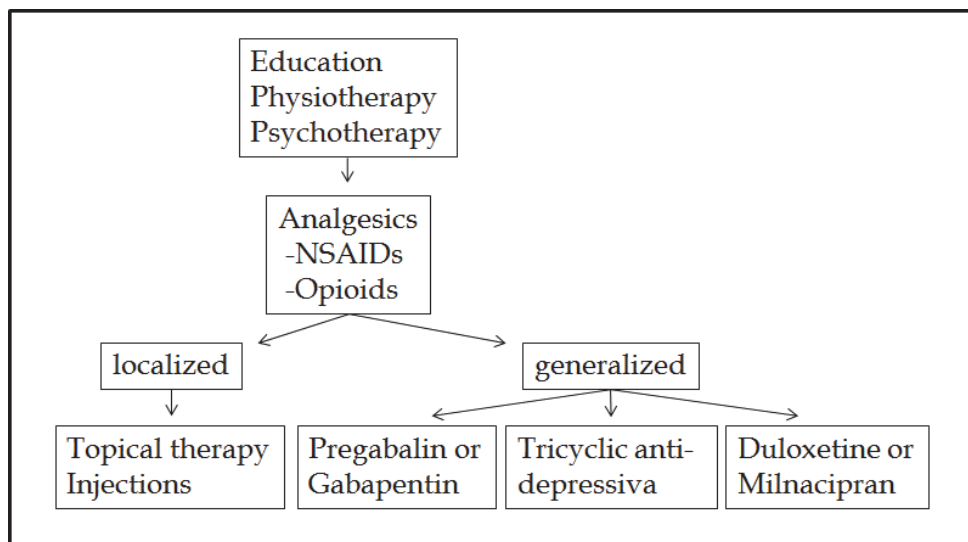 Education
Physiotherapy
Psychotherapy
Analgesics
-NSAIDs
-Opioids
localized
generalized
Topical therapy
Injections
Pregabalin or
Gabapentin
Tricyclic anti-
depressiva
Duloxetine or
Milnacipran